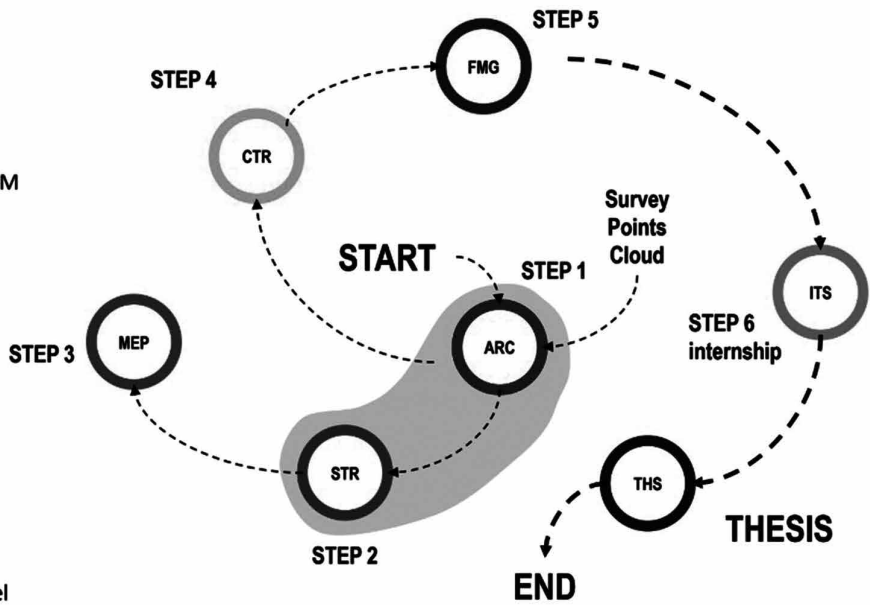 STEP 5
FMG
STEP 4
CTR
M
Survey
Points
Cloud
START
STEP 1
ITS
STEP 6
internship
MEP
STEP 3
ARC
STR
THS
THESIS
STEP 2
END
el